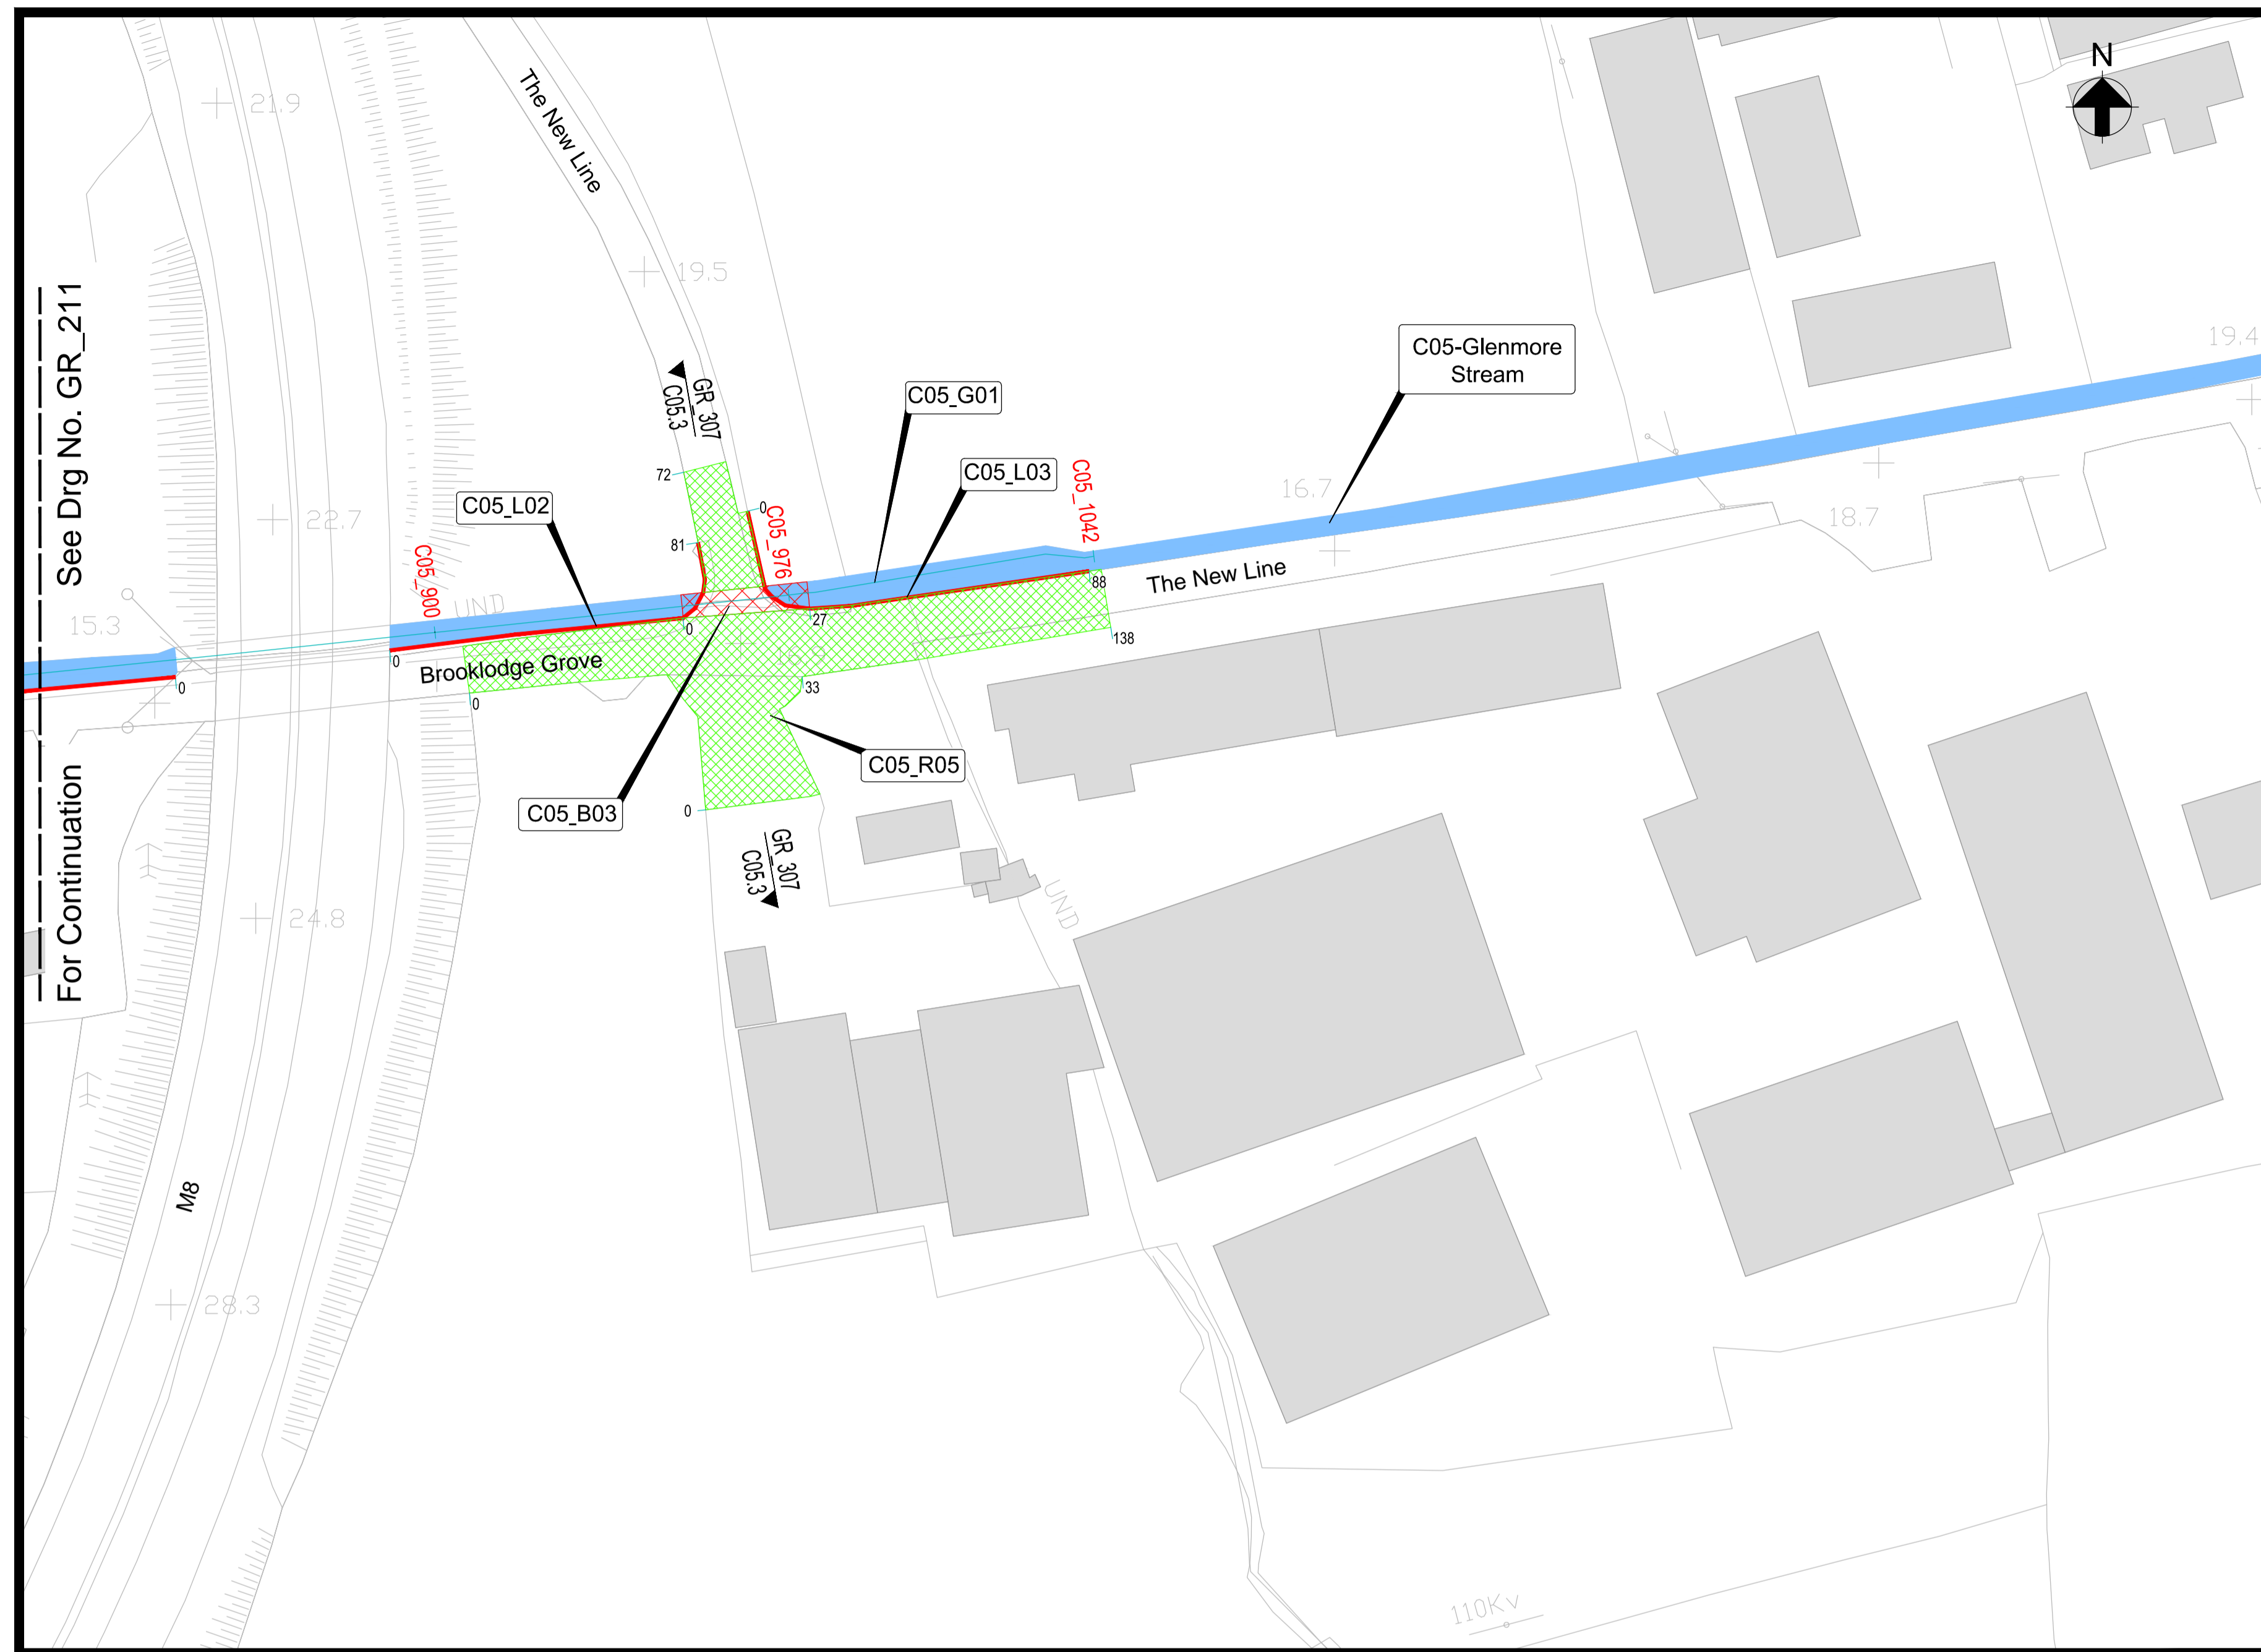 N
21.9
The New Line
19.5
See Drg No. GR_211
19.4
C05-Glenmore
Stream
GR_307
C05.3
C05_G01
C05_L03
C05_1042
72
0
C05_976
16.7
C05_L02
22.7
18.7
81
C05_900
UND
The New Line
88
15.3
27
0
138
0
Brooklodge Grove
16.9
0
33
0
C05_R05
C05_B03
0
GR_307
C05.3
For Continuation
24.8
UND
M8
28.3
110Kv